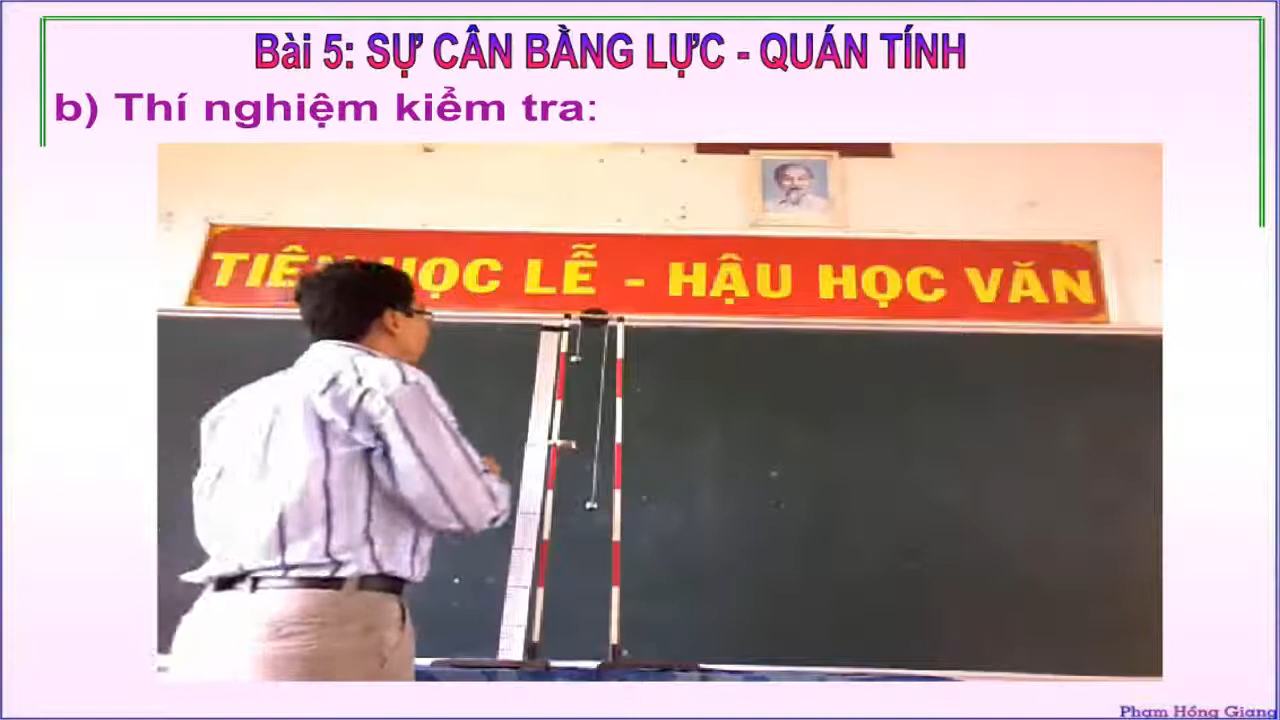 Bài 5: SỰ CÂN BẰNG LỰC - QUÁN TÍNH
b) Thí nghiệm kiểm tra:
TIÊN HỌC LỄ - HẬU HỌC VĂN
Phạm Hồng Giang